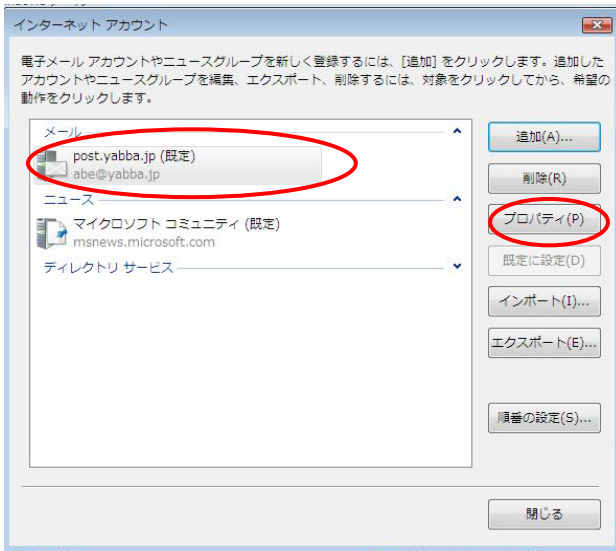 インターネット アカウント
電子メール アカウントやニュースグループを新しく登録するには、[追加] をクリックします。追加した
アカウントやニュースグループを編集、エクスポート、削除するには、対象をクリックしてから、希望の
動作をクリックします。
メール
post.yabba.jp (既定)
abe@yabba.jp
ニュース
マイクロソフト コミュニティ (既定)
msnews.microsoft.com
ディレクトリ サービス
追加(A)...
削除(R)
プロパティ(P)
既定に設定(D)
インポート(I)...
エクスポート(E)...
順番の設定(S)...
閉じる